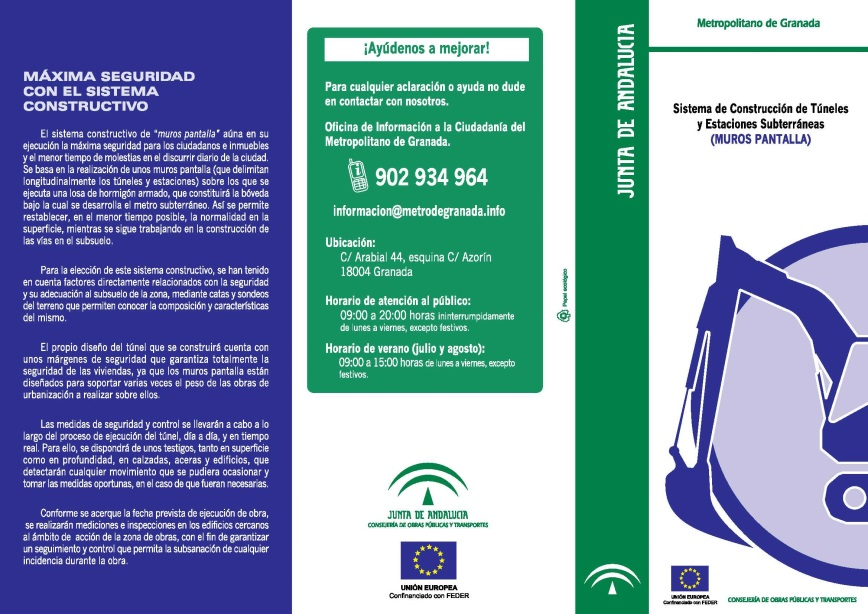 MÁXIMA SEGURIDAD
CON EL SISTEMA
CONSTRUCTIVO
El sistema constructivo de "muros pantalla" aúna en su
ejecución la máxima seguridad para los ciudadanos e inmuebles
y el menor tiempo de molestias en el discurrir diario de la ciudad.
Se basa en la realización de unos muros pantalla (que delimitan
longitudinalmente los túneles y estaciones) sobre los que se
ejecuta una losa de hormigón armado, que constituirá la bóveda
bajo la cual se desarrolla el metro subterráneo. Así se permite
restablecer, en el menor tiempo posible, la normalidad en la
superficie, mientras se sigue trabajando en la construcción de
las vías en el subsuelo.
Para la elección de este sistema constructivo, se han tenido
en cuenta factores directamente relacionados con la seguridad
y su adecuación al subsuelo de la zona, mediante catas y sondeos
del terreno que permiten conocer la composición y características
del mismo.
El propio diseño del túnel que se construirá cuenta con
unos márgenes de seguridad que garantiza totalmente la
seguridad de las viviendas, ya que los muros pantalla están
diseñados para soportar varias veces el peso de las obras de
urbanización a realizar sobre ellos.
Las medidas de seguridad y control se llevarán a cabo a lo
largo del proceso de ejecución del túnel, día a día, y en tiempo
real. Para ello, se dispondrá de unos testigos, tanto en superficie
como en profundidad, en calzadas, aceras y edificios, que
detectarán cualquier movimiento que se pudiera ocasionar y
tomar las medidas oportunas, en el caso de que fueran necesarias.
Conforme se acerque la fecha prevista de ejecución de obra,
se realizarán mediciones e inspecciones en los edificios cercanos
al ámbito de acción de la zona de obras, con el fin de garantizar
un seguimiento y control que permita la subsanación de cualquier
incidencia durante la obra.
¡Ayúdenos a mejorar!
Para cualquier aclaración o ayuda no dude
en contactar con nosotros.
Oficina de Información a la Ciudadanía del
Metropolitano de Granada.
902 934 964
informacion@metrodegranada.info
Ubicación:
C/ Arabial 44, esquina C/ Azorín
18004 Granada
Horario de atención al público:
09:00 a 20:00 horas ininterrumpidamente
de lunes a viernes, excepto festivos.
Horario de verano (julio y agosto):
09:00 a 15:00 horas de lunes a viernes, excepto
festivos.
JUNTA DE ANDALUCIA
CONSEJERÍA DE OBRAS PÚBLICAS Y TRANSPORTES
UNIÓN EUROPEA
Confinanciado con FEDER
Papel ecológico
JUNTA DE ANDALUCIA
Metropolitano de Granada
Sistema de Construcción de Túneles
y Estaciones Subterráneas
(MUROS PANTALLA)
UNIÓN EUROPEA
Confinanciado con FEDER
CONSEJERÍA DE OBRAS PÚBLICAS Y TRANSPORTES